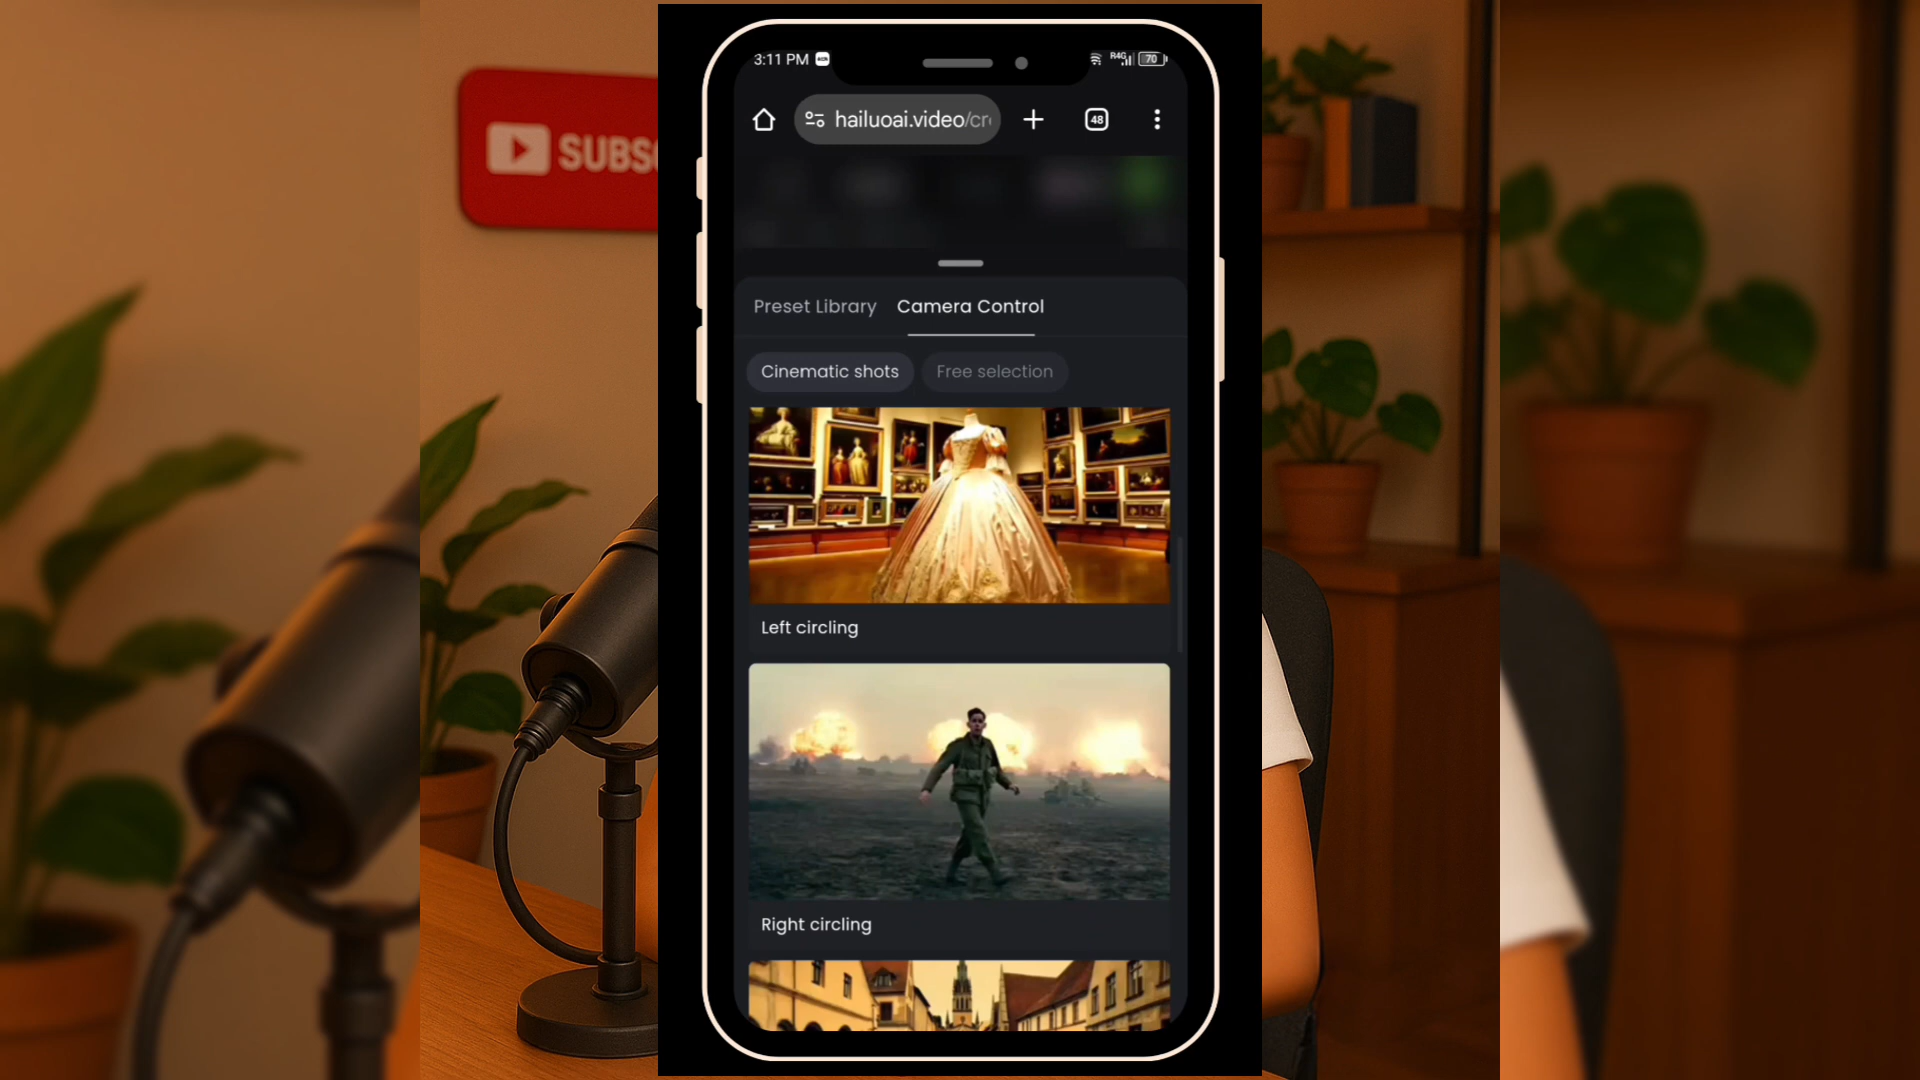 SUBS
3:11 PM
R4G
70
hailuoai.video/cr
48
Preset Library
Camera Control
Cinematic shots
Free selection
Left circling
Right circling